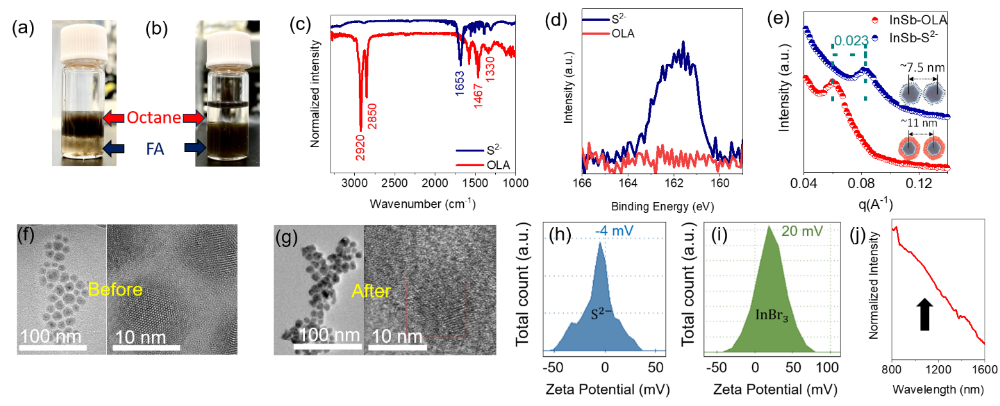 (a)
(b)
Octane
FA
(c)
Normalized intensity
2920
2850
1653
1467
1330
S²⁻
OLA
3000
2500
2000
1500
1000
Wavenumber (cm⁻¹)
(d)
S²⁻
OLA
Intensity (a.u.)
166
164
162
160
Binding Energy (eV)
(e)
InSb-OLA
InSb-S²⁻
0.023
~7.5 nm
~11 nm
Intensity (a.u.)
0.04
0.08
0.12
q(A⁻¹)
(f)
Before
100 nm
10 nm
(g)
After
100 nm
10 nm
(h)
-4 mV
S²⁻
Total count (a.u.)
-50
0
50
Zeta Potential (mV)
(i)
20 mV
InBr₃
Total count (a.u.)
-50
0
50
100
Zeta Potential (mV)
(j)
Normalized Intensity
800
1200
1600
Wavelength (nm)